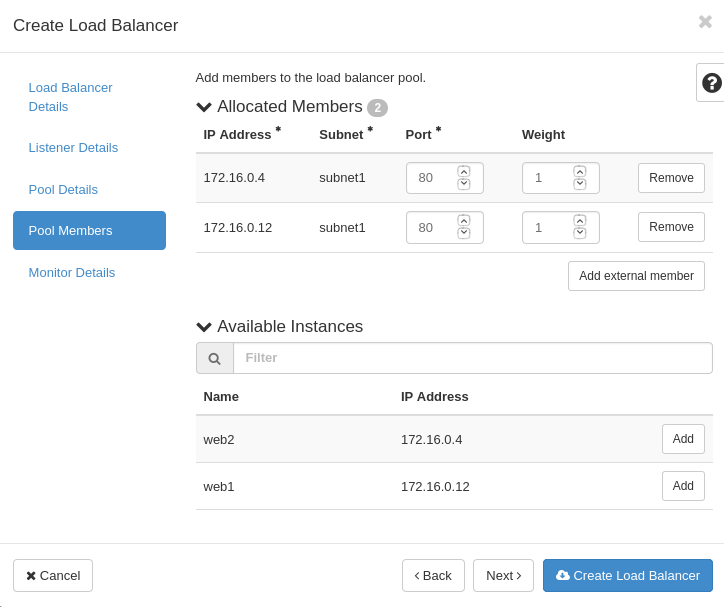 Create Load Balancer
Load Balancer
Details
Listener Details
Pool Details
Pool Members
Monitor Details
Add members to the load balancer pool.
Allocated Members 2
IP Address * Subnet * Port * Weight
172.16.0.4 subnet1 80 1 Remove
172.16.0.12 subnet1 80 1 Remove
Add external member
Available Instances
Filter
Name IP Address
web2 172.16.0.4 Add
web1 172.16.0.12 Add
Cancel Back Next Create Load Balancer